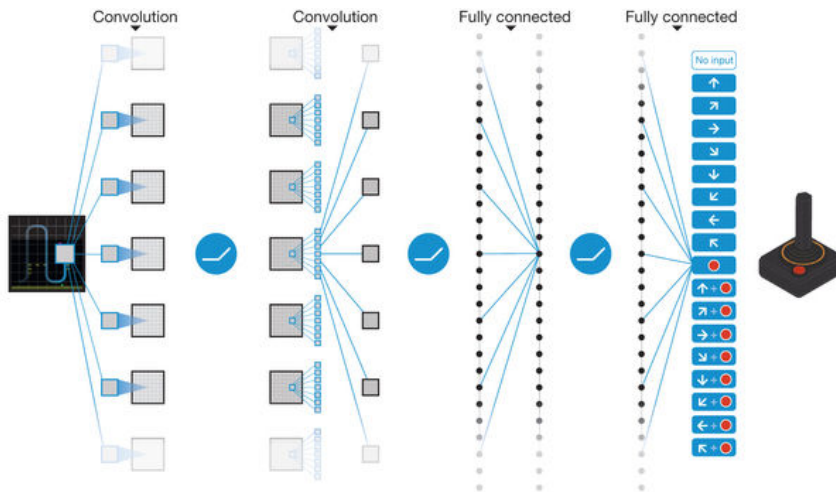 Convolution
Convolution
Fully connected
Fully connected
No input
+
+
+
+
+
+
+
+